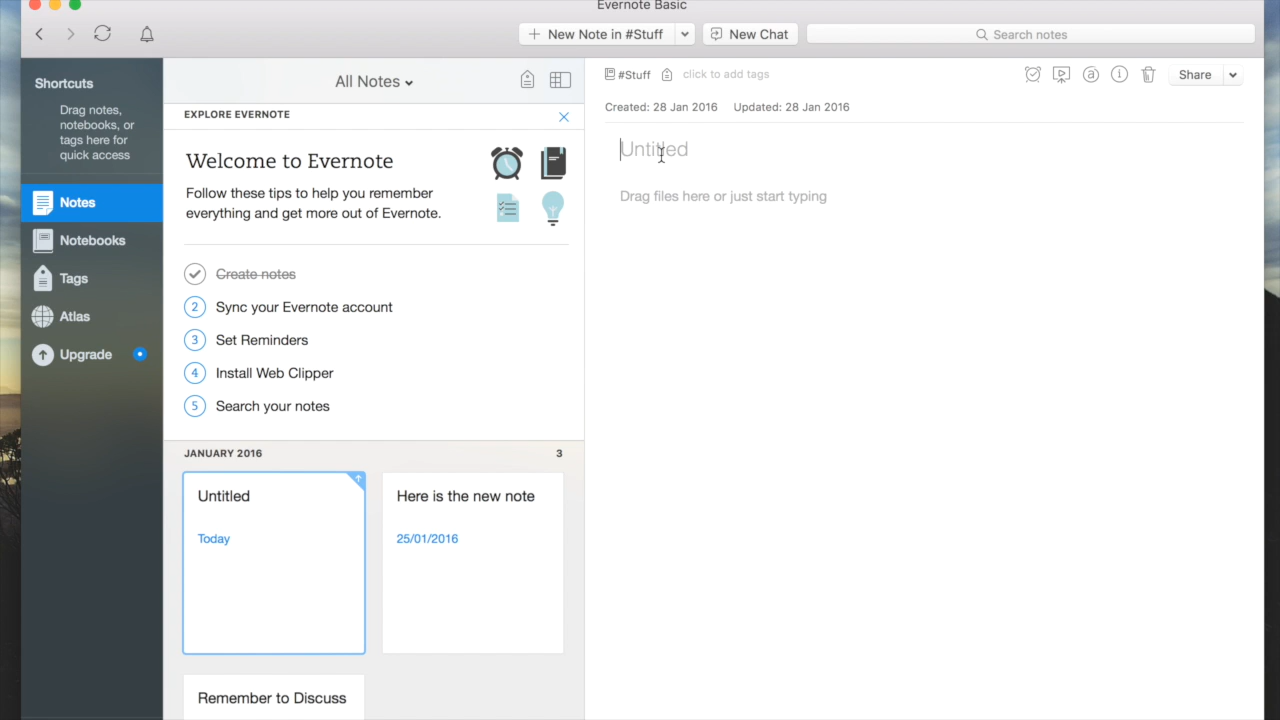 Evernote Basic
New Note in #Stuff
New Chat
Search notes
Shortcuts
Drag notes,
notebooks, or
tags here for
quick access
Notes
Notebooks
Tags
Atlas
Upgrade
All Notes
EXPLORE EVERNOTE
Welcome to Evernote
Follow these tips to help you remember
everything and get more out of Evernote.
Create notes
2 Sync your Evernote account
3 Set Reminders
4 Install Web Clipper
5 Search your notes
JANUARY 2016 3
Untitled
Today
Here is the new note
25/01/2016
Remember to Discuss
#Stuff click to add tags
Share
Created: 28 Jan 2016 Updated: 28 Jan 2016
Untitled
Drag files here or just start typing